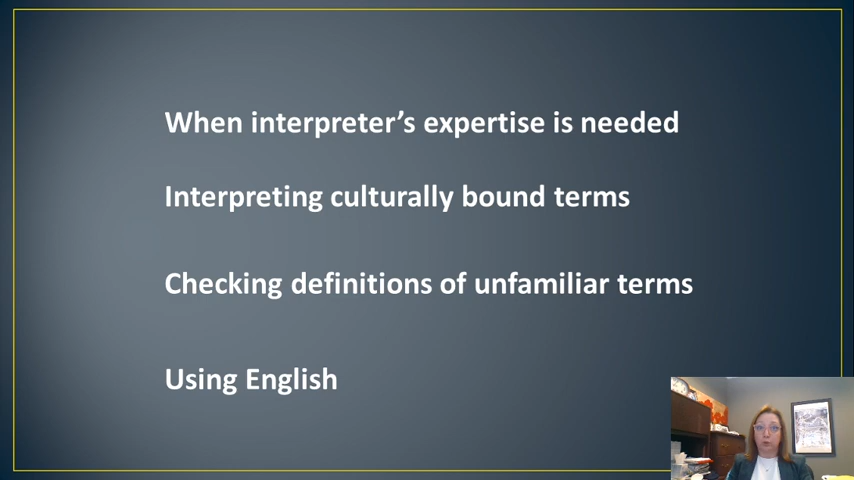 When interpreter’s expertise is needed
Interpreting culturally bound terms
Checking definitions of unfamiliar terms
Using English